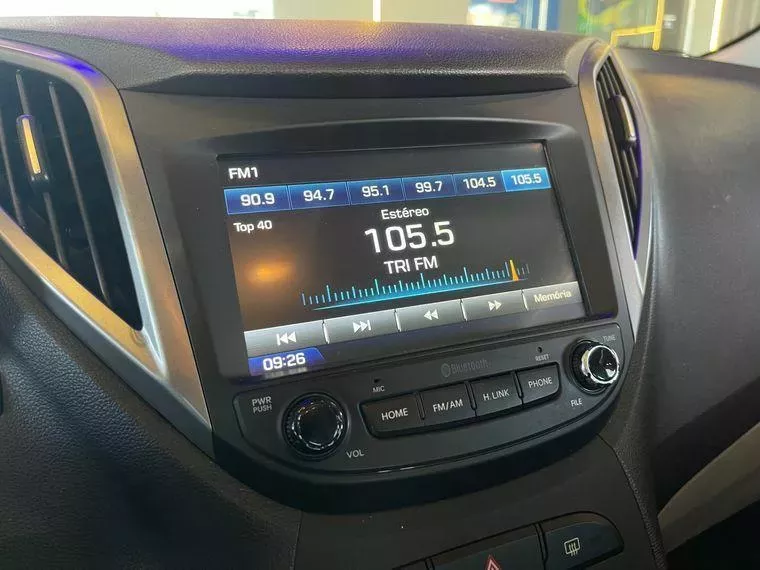 FM1
90.9 94.7 95.1 99.7 104.5 105.5
Top 40
Estéreo
105.5
TRI FM
Memória
09:26
Bluetooth
RESET
TUNE
MIC
PWR
PUSH
HOME
FM/AM
H.LINK
PHONE
VOL
FILE